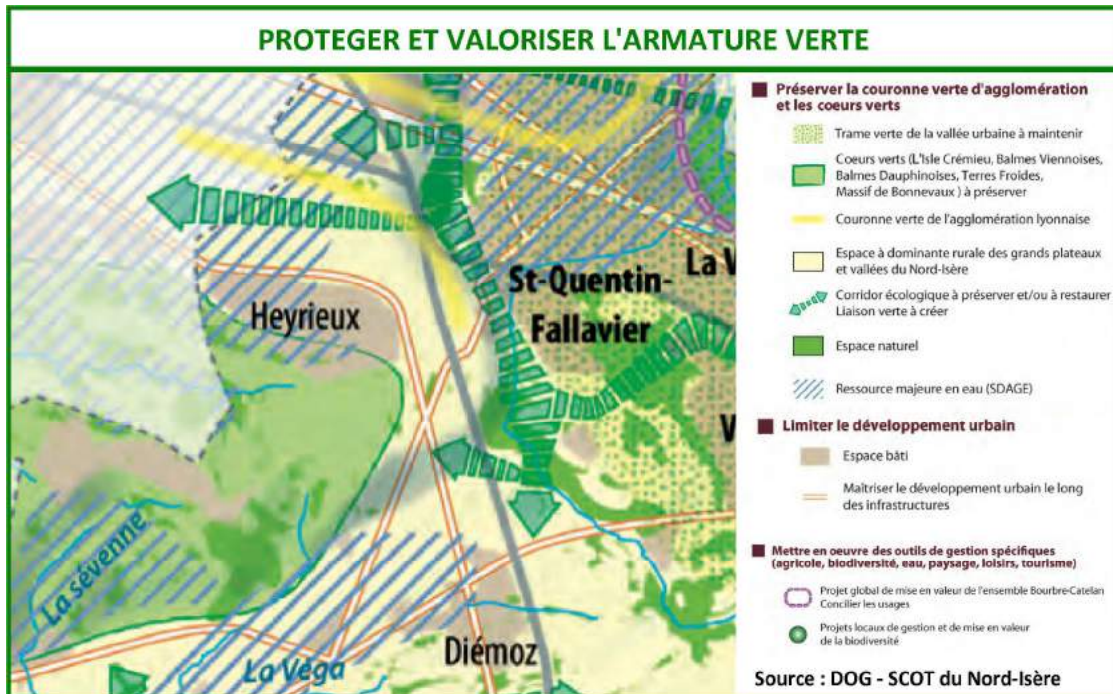 PROTEGER ET VALORISER L'ARMATURE VERTE
Heyrieux
St-Quentin-
Fallavier
La V
V
La sévenne
La Véga
Diémoz
Préserver la couronne verte d'agglomération
et les coeurs verts
Trame verte de la vallée urbaine à maintenir
Coeurs verts (L'Isle Crémieu, Balmes Viennoises,
Balmes Dauphinoises, Terres Froides,
Massif de Bonnevaux ) à préserver
Couronne verte de l'agglomération lyonnaise
Espace à dominante rurale des grands plateaux
et vallées du Nord-Isère
Corridor écologique à préserver et/ou à restaurer
Liaison verte à créer
Espace naturel
Ressource majeure en eau (SDAGE)
Limiter le développement urbain
Espace bâti
Maîtriser le développement urbain le long
des infrastructures
Mettre en oeuvre des outils de gestion spécifiques
(agricole, biodiversité, eau, paysage, loisirs, tourisme)
Projet global de mise en valeur de l'ensemble Bourbre-Catelan
Concilier les usages
Projets locaux de gestion et de mise en valeur
de la biodiversité
Source : DOG - SCOT du Nord-Isère